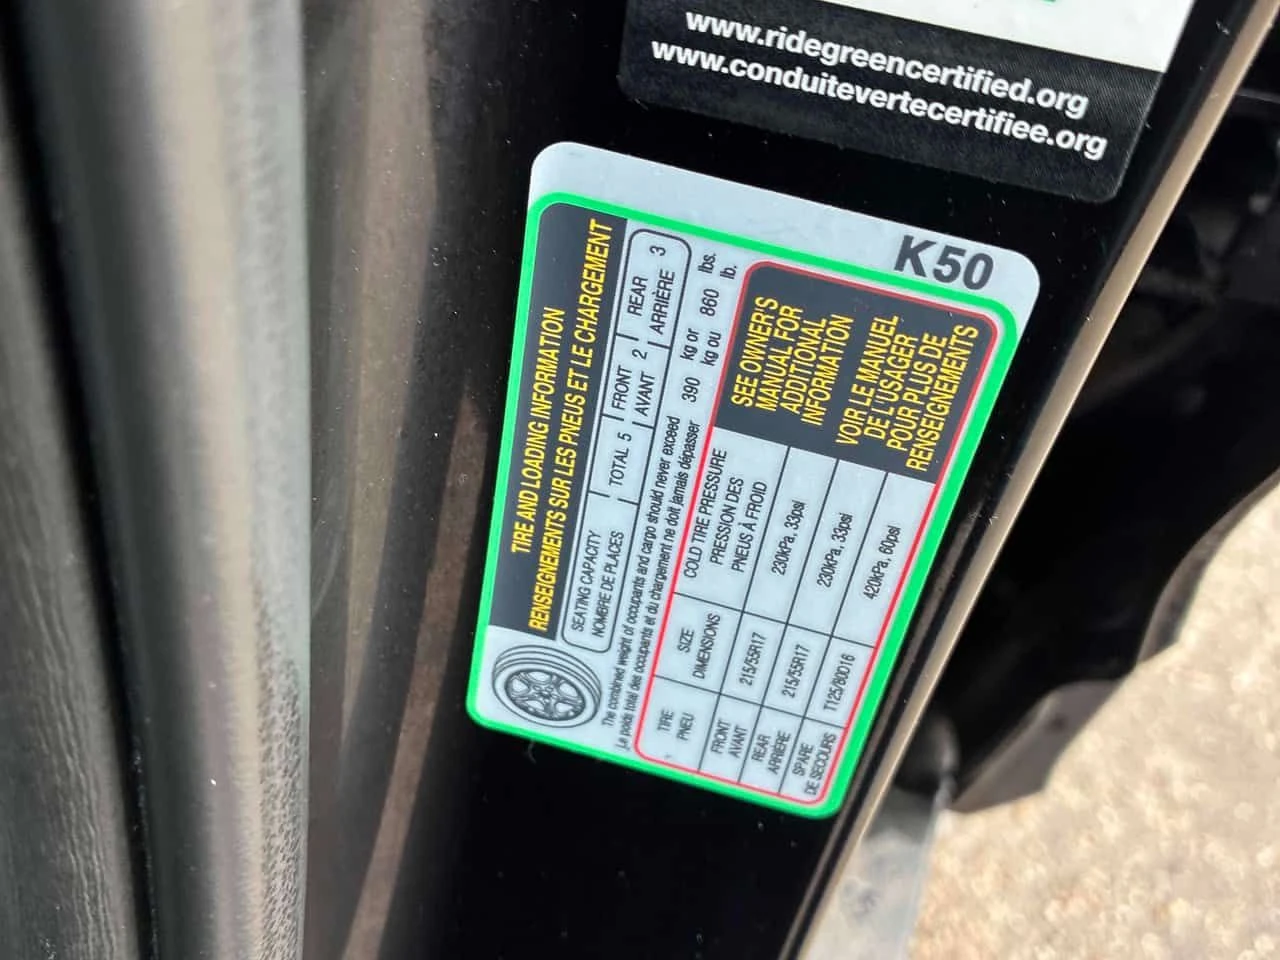 www.ridegreencertified.org
www.conduitevertecertifiee.org
K50
TIRE AND LOADING INFORMATION
RENSEIGNEMENTS SUR LES PNEUS ET LE CHARGEMENT
SEATING CAPACITY TOTAL 5 FRONT 2 REAR 3
NOMBRE DE PLACES AVANT ARRIÈRE
The combined weight of occupants and cargo should never exceed 390 kg or 860 lbs.
Le poids total des occupants et du chargement ne doit jamais dépasser kg ou lb.
TIRE SIZE COLD TIRE PRESSURE
PNEU DIMENSIONS PRESSION DES
PNEUS À FROID
FRONT 215/55R17 230kPa, 33psi
AVANT
REAR 215/55R17 230kPa, 33psi
ARRIÈRE
SPARE T125/80D16 420kPa, 60psi
DE SECOURS
SEE OWNER'S
MANUAL FOR
ADDITIONAL
INFORMATION
VOIR LE MANUEL
DE L'USAGER
POUR PLUS DE
RENSEIGNEMENTS